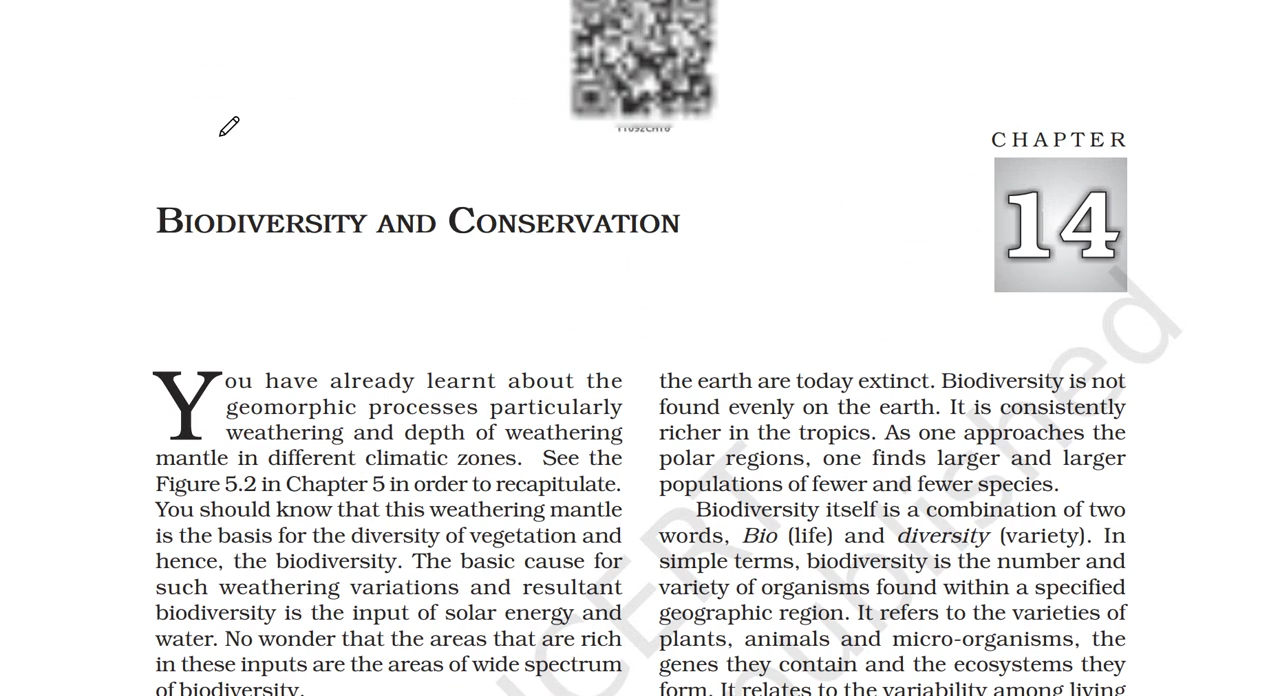 CHAPTER
14
BIODIVERSITY AND CONSERVATION
You have already learnt about the
geomorphic processes particularly
weathering and depth of weathering
mantle in different climatic zones. See the
Figure 5.2 in Chapter 5 in order to recapitulate.
You should know that this weathering mantle
is the basis for the diversity of vegetation and
hence, the biodiversity. The basic cause for
such weathering variations and resultant
biodiversity is the input of solar energy and
water. No wonder that the areas that are rich
in these inputs are the areas of wide spectrum
of biodiversity.
the earth are today extinct. Biodiversity is not
found evenly on the earth. It is consistently
richer in the tropics. As one approaches the
polar regions, one finds larger and larger
populations of fewer and fewer species.
Biodiversity itself is a combination of two
words, Bio (life) and diversity (variety). In
simple terms, biodiversity is the number and
variety of organisms found within a specified
geographic region. It refers to the varieties of
plants, animals and micro-organisms, the
genes they contain and the ecosystems they
form. It relates to the variability among living
NCERT